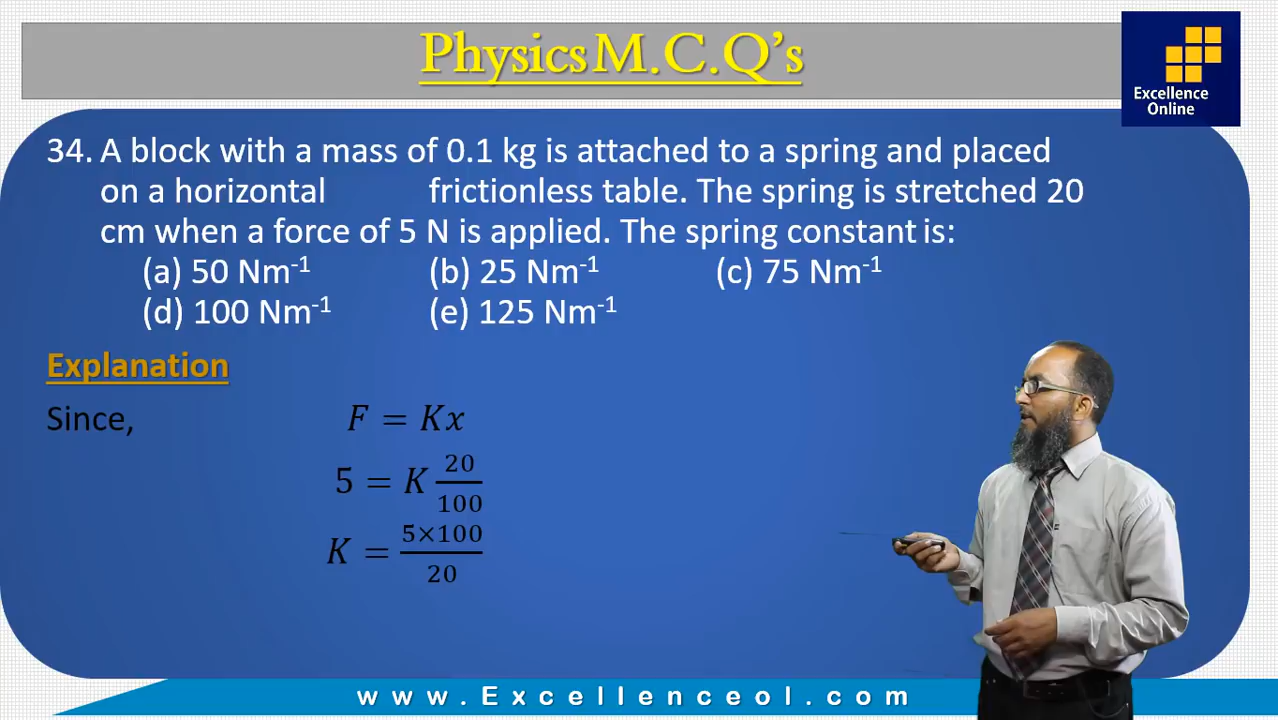 Physics M.C.Q's
Excellence
Online
34. A block with a mass of 0.1 kg is attached to a spring and placed
on a horizontal frictionless table. The spring is stretched 20
cm when a force of 5 N is applied. The spring constant is:
(a) 50 Nm⁻¹ (b) 25 Nm⁻¹ (c) 75 Nm⁻¹
(d) 100 Nm⁻¹ (e) 125 Nm⁻¹
Explanation
Since, F = Kx
5 = K 20/100
K = 5×100/20
www.Excellenceol.com